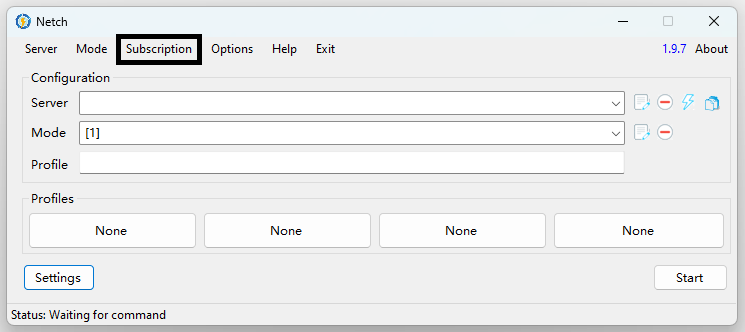 Netch
Server Mode Subscription Options Help Exit 1.9.7 About
Configuration
Server
Mode [1]
Profile
Profiles
None None None None
Settings Start
Status: Waiting for command